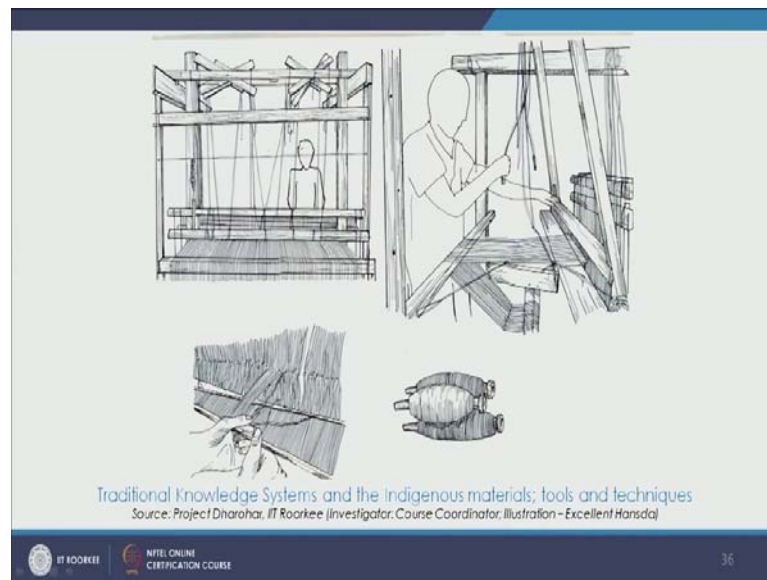 Traditional Knowledge Systems and the Indigenous materials; tools and techniques
Source: Project Dharohar, IIT Roorkee (Investigator: Course Coordinator; Illustration – Excellent Hansda)
IIT ROORKEE
NPTEL ONLINE
CERTIFICATION COURSE
36